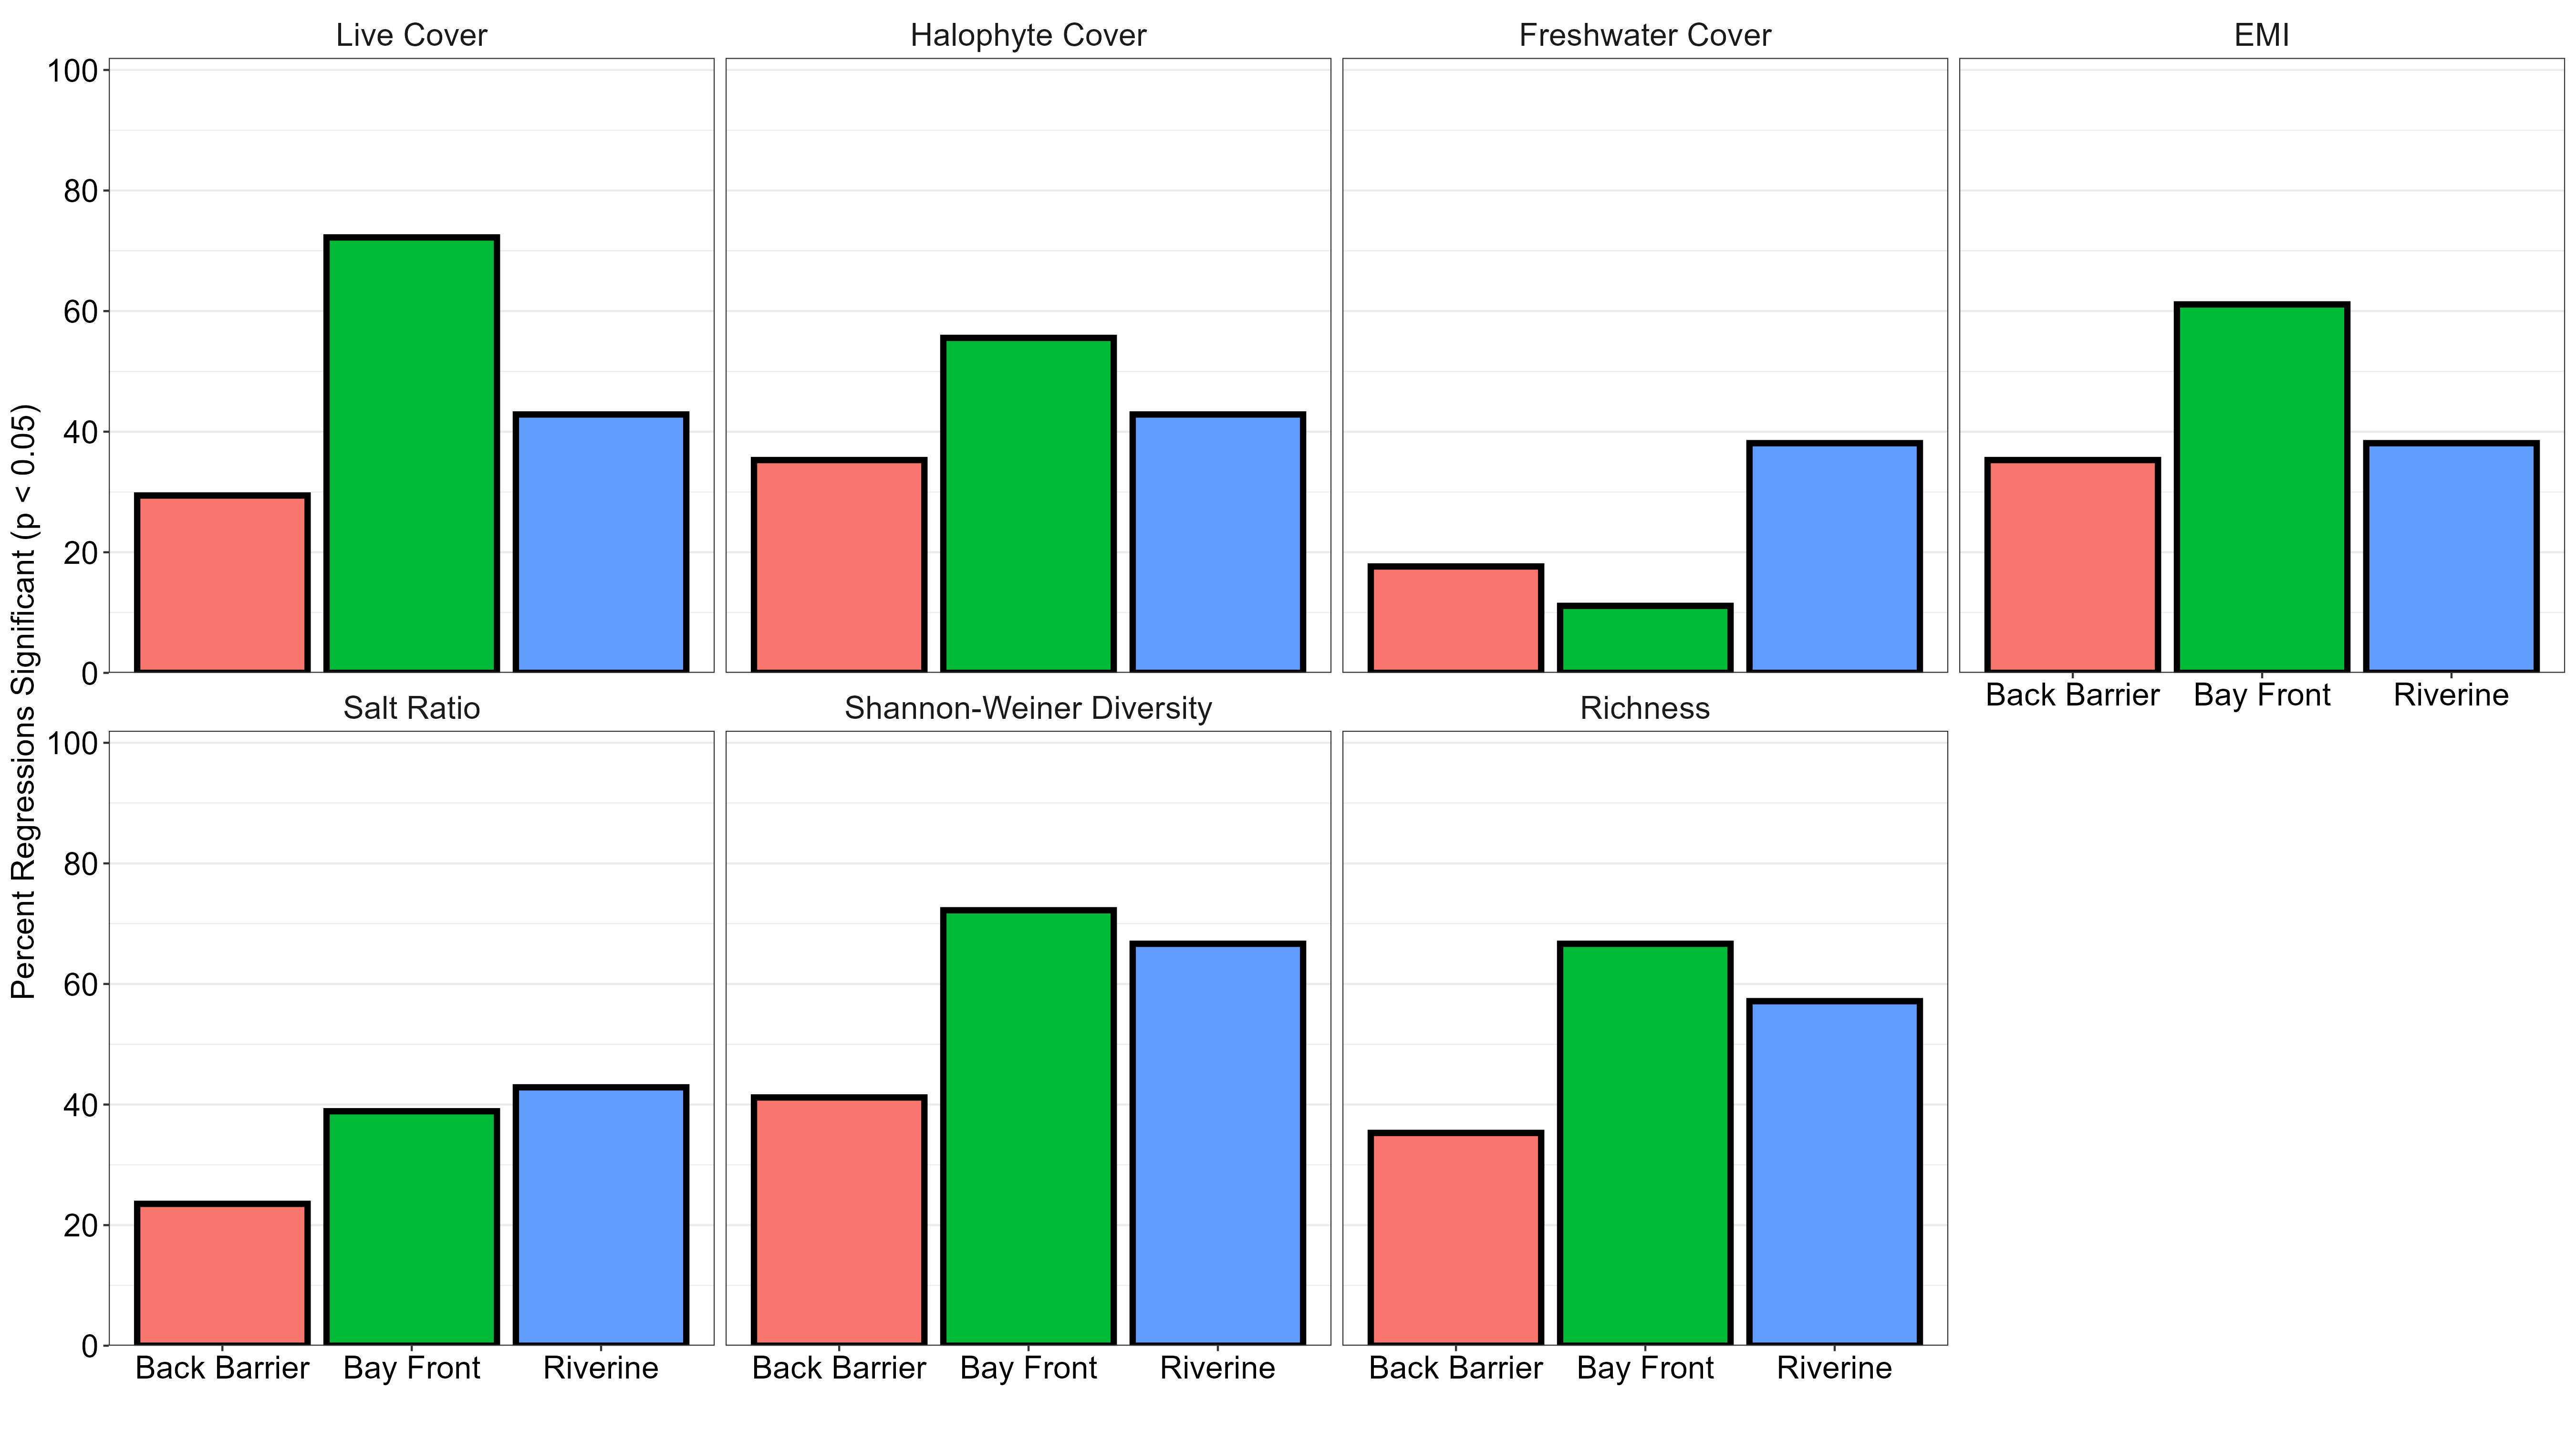 Live Cover
Halophyte Cover
Freshwater Cover
EMI
100
80
60
40
20
0
Back Barrier
Bay Front
Riverine
Percent Regressions Significant (p < 0.05)
Salt Ratio
Shannon-Weiner Diversity
Richness
100
80
60
40
20
0
Back Barrier
Bay Front
Riverine
Back Barrier
Bay Front
Riverine
Back Barrier
Bay Front
Riverine